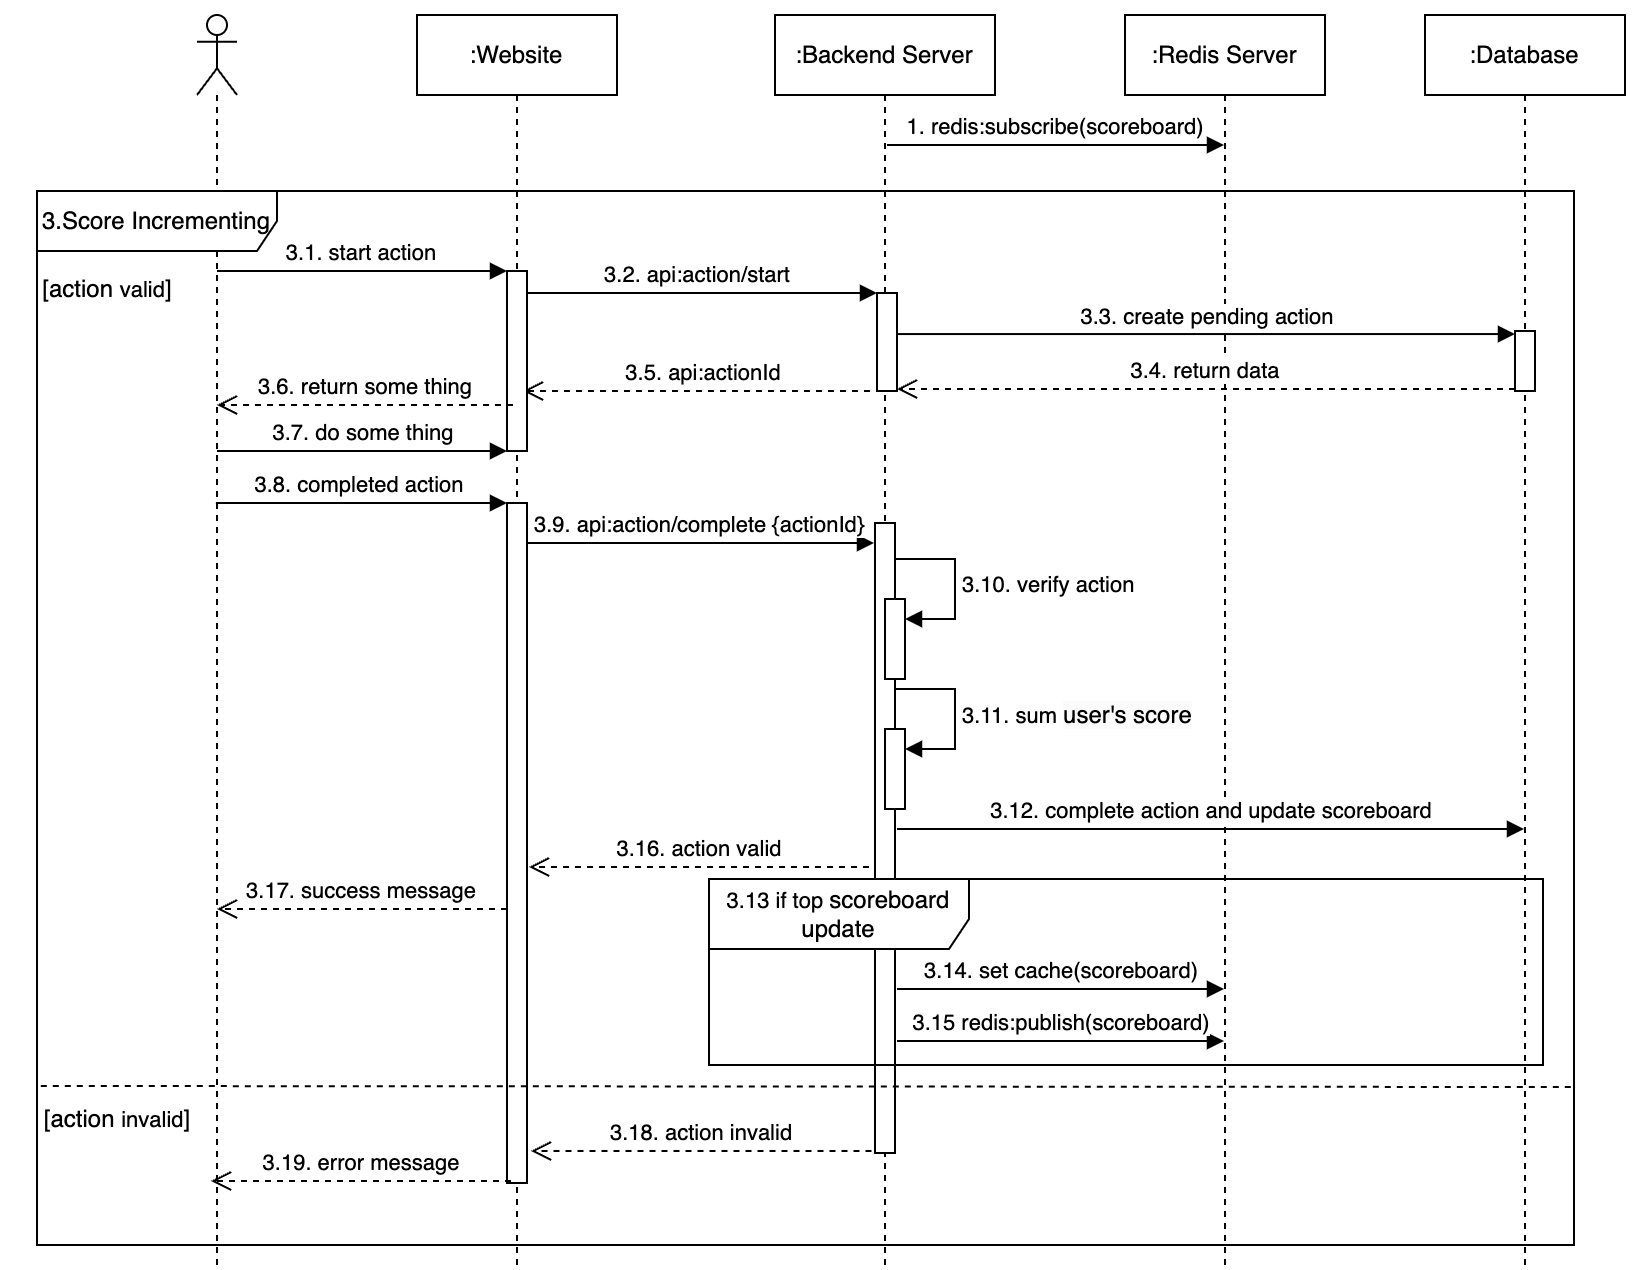 :Website
:Backend Server
:Redis Server
:Database
1. redis:subscribe(scoreboard)
3.Score Incrementing
3.1. start action
[action valid]
3.2. api:action/start
3.3. create pending action
3.4. return data
3.5. api:actionId
3.6. return some thing
3.7. do some thing
3.8. completed action
3.9. api:action/complete {actionId}
3.10. verify action
3.11. sum user's score
3.12. complete action and update scoreboard
3.16. action valid
3.17. success message
3.13 if top scoreboard
update
3.14. set cache(scoreboard)
3.15 redis:publish(scoreboard)
[action invalid]
3.18. action invalid
3.19. error message